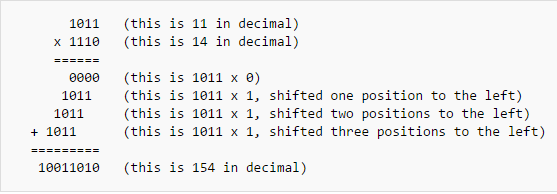 1011 (this is 11 in decimal)
x 1110 (this is 14 in decimal)
======
0000 (this is 1011 x 0)
1011 (this is 1011 x 1, shifted one position to the left)
1011 (this is 1011 x 1, shifted two positions to the left)
+ 1011 (this is 1011 x 1, shifted three positions to the left)
=========
10011010 (this is 154 in decimal)